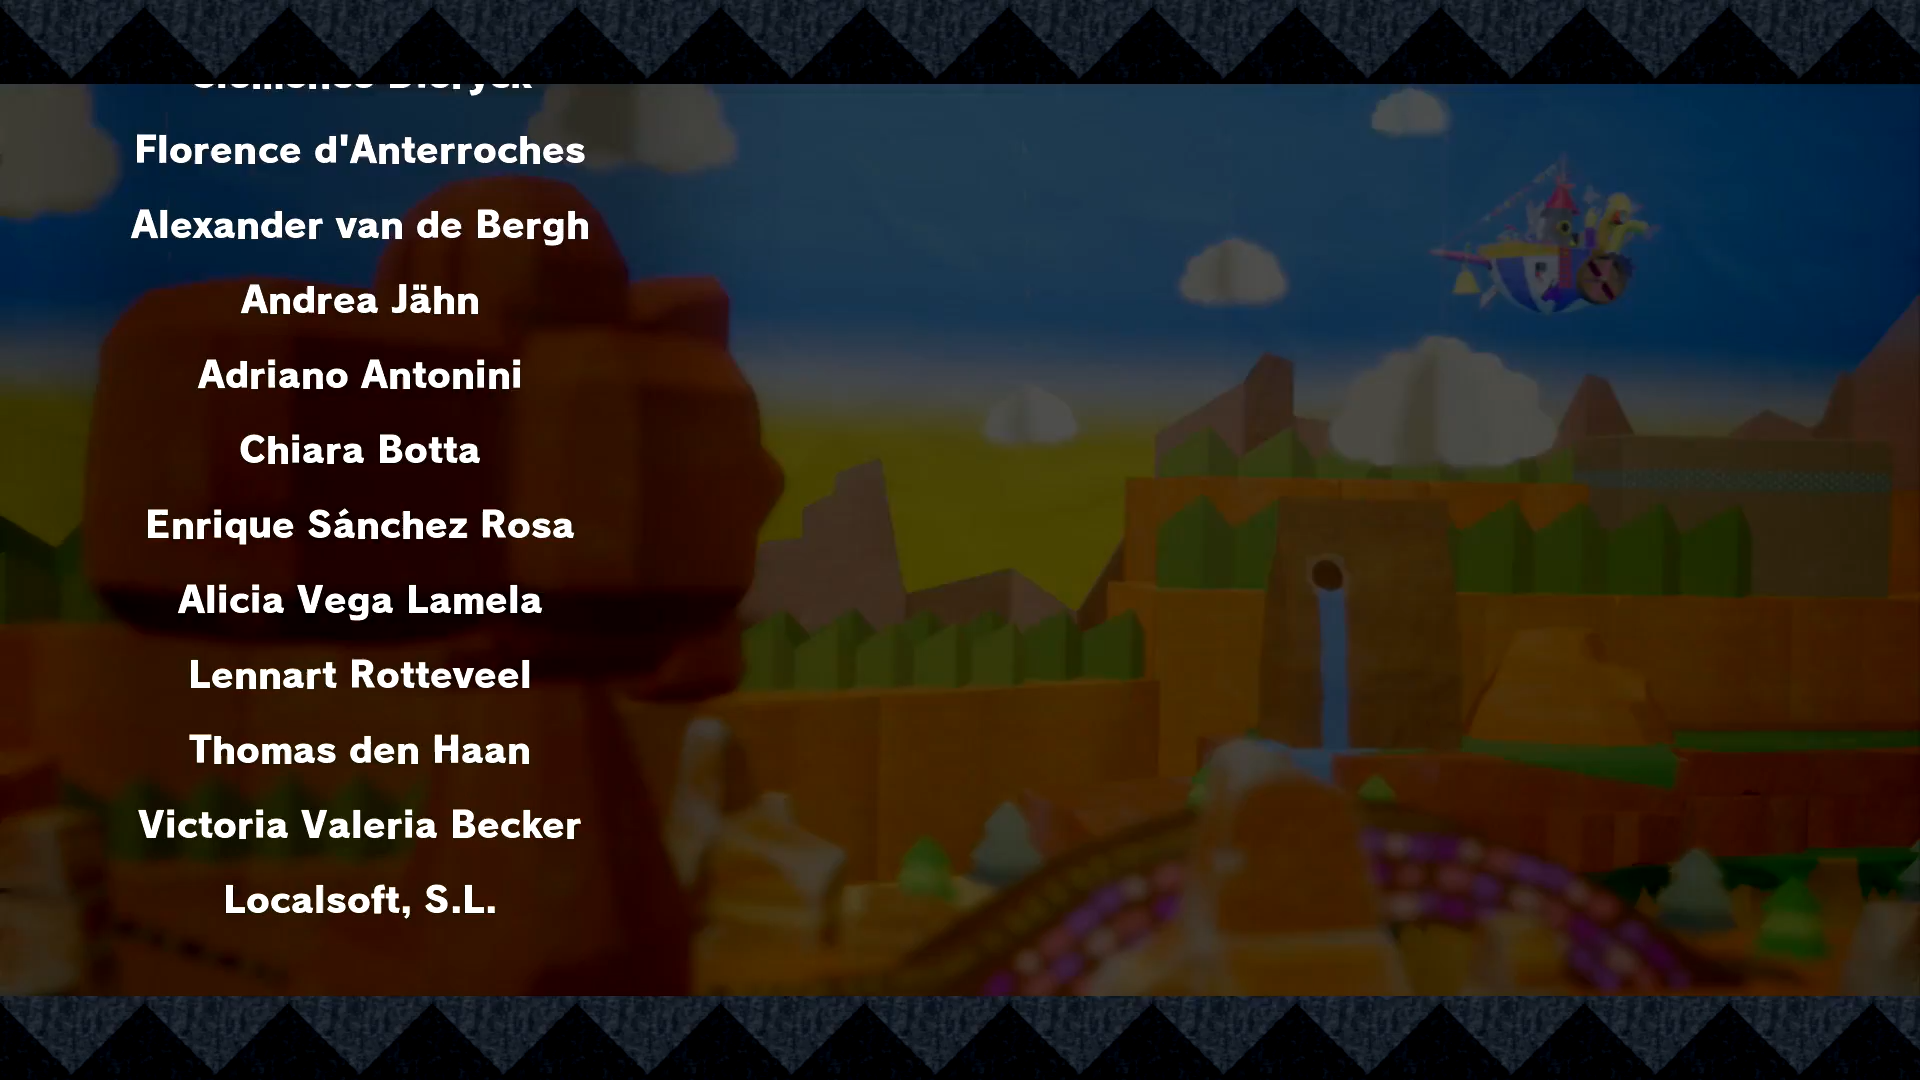 Florence d'Anterroches
Alexander van de Bergh
Andrea Jähn
Adriano Antonini
Chiara Botta
Enrique Sánchez Rosa
Alicia Vega Lamela
Lennart Rotteveel
Thomas den Haan
Victoria Valeria Becker
Localsoft, S.L.